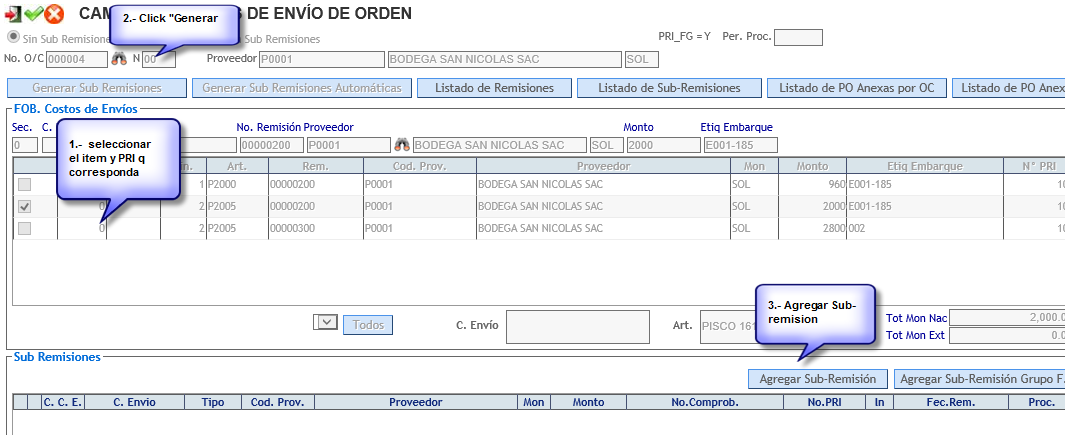 CAM S DE ENVÍO DE ORDEN
2.- Click "Generar
Sin Sub Remisiones Sub Remisiones
PRI_FG =Y Per. Proc.
No. O/C 000004 N 00 Proveedor P0001 BODEGA SAN NICOLAS SAC SOL
Generar Sub Remisiones Generar Sub Remisiones Automáticas Listado de Remisiones Listado de Sub-Remisiones Listado de PO Anexas por OC Listado de PO Anex
FOB. Costos de Envíos
Sec. C. No. Remisión Proveedor Monto Etiq Embarque
0 00000200 P0001 BODEGA SAN NICOLAS SAC SOL 2000 E001-185
1.- seleccionar
el item y PRI q
corresponda
n. Art. Rem. Cod. Prov. Proveedor Mon Monto Etiq Embarque N° PRI
1 P2000 00000200 P0001 BODEGA SAN NICOLAS SAC SOL 960 E001-185 10
0 2 P2005 00000200 P0001 BODEGA SAN NICOLAS SAC SOL 2000 E001-185 10
0 2 P2005 00000300 P0001 BODEGA SAN NICOLAS SAC SOL 2800 002 10
3.- Agregar Sub-
remision
Todos C. Envío Art. PISCO 161 Tot Mon Nac 2,000.0
Tot Mon Ext 0.0
Sub Remisiones
Agregar Sub-Remisión Agregar Sub-Remisión Grupo F.
C. C. E. C. Envio Tipo Cod. Prov. Proveedor Mon Monto No.Comprob. No.PRI In Fec.Rem. Proc.